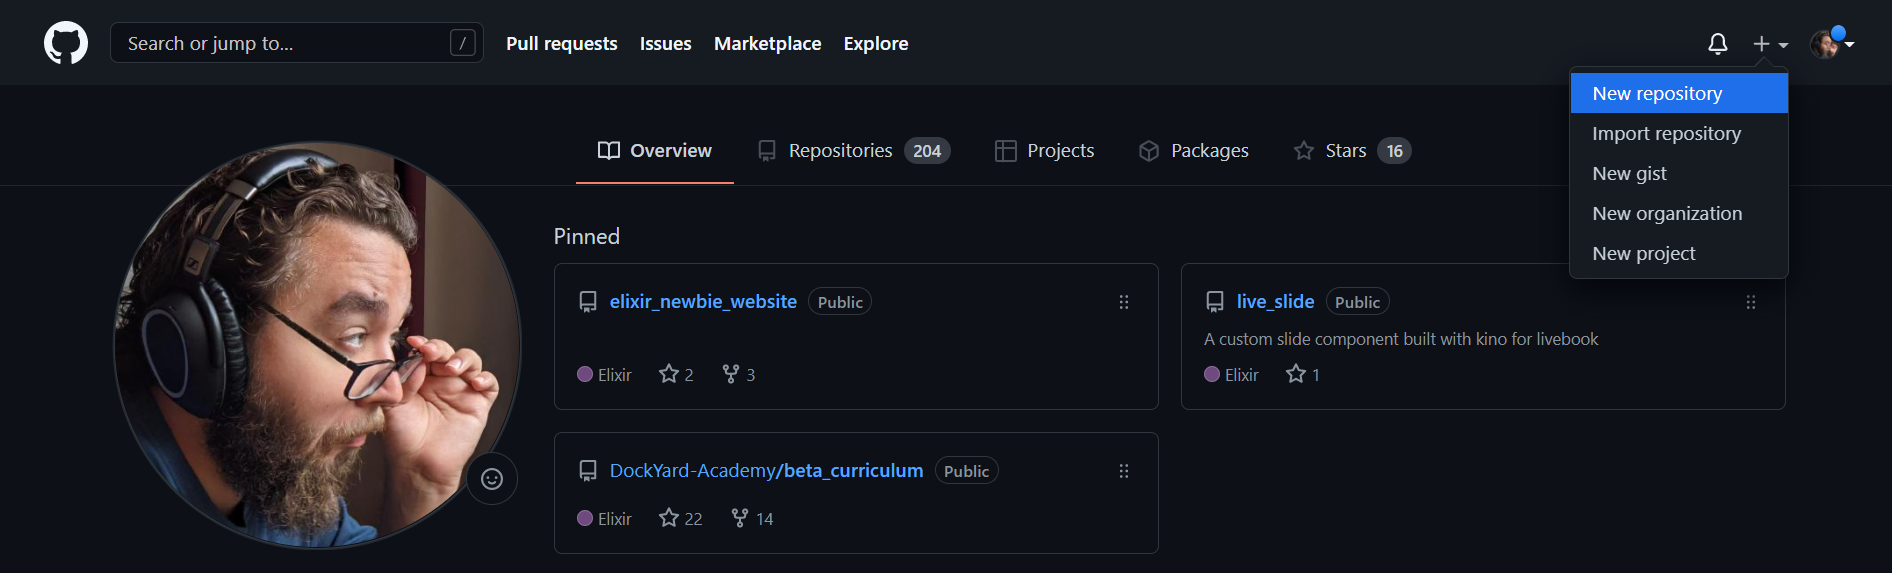 Search or jump to... /
Pull requests Issues Marketplace Explore
New repository
Import repository
New gist
New organization
New project
Overview Repositories 204 Projects Packages Stars 16
Pinned
elixir_newbie_website Public
Elixir 2 3
live_slide Public
A custom slide component built with kino for livebook
Elixir 1
DockYard-Academy/beta_curriculum Public
Elixir 22 14